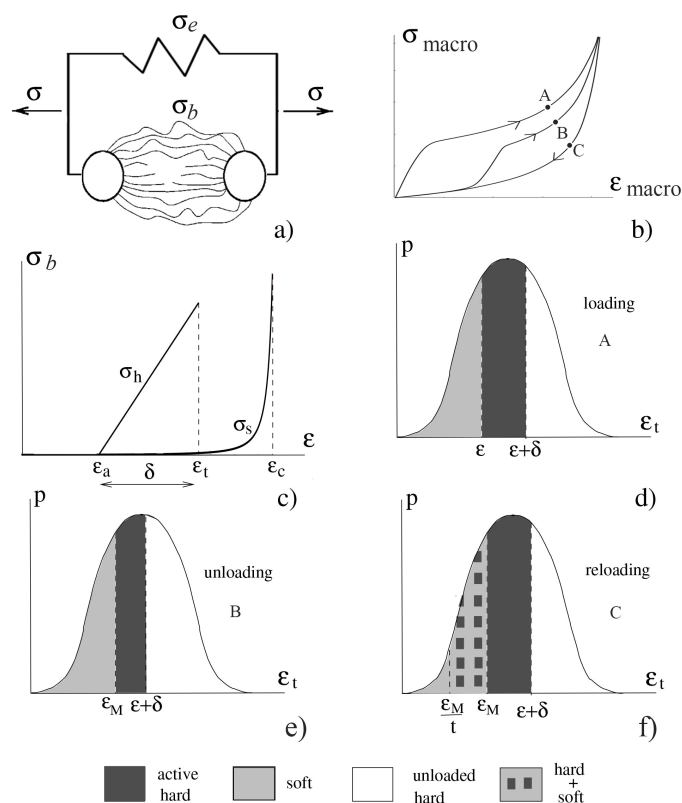 σe
σ
σ
σb
a)
σ macro
A
B
C
ε macro
b)
σ b
σh
σs
ε
εa
δ
εt
εc
c)
p
loading
A
εt
ε
ε+δ
d)
p
unloading
B
εt
εM
ε+δ
e)
p
reloading
C
εt
εM
t
εM
ε+δ
f)
active
hard
soft
unloaded
hard
hard
+
soft